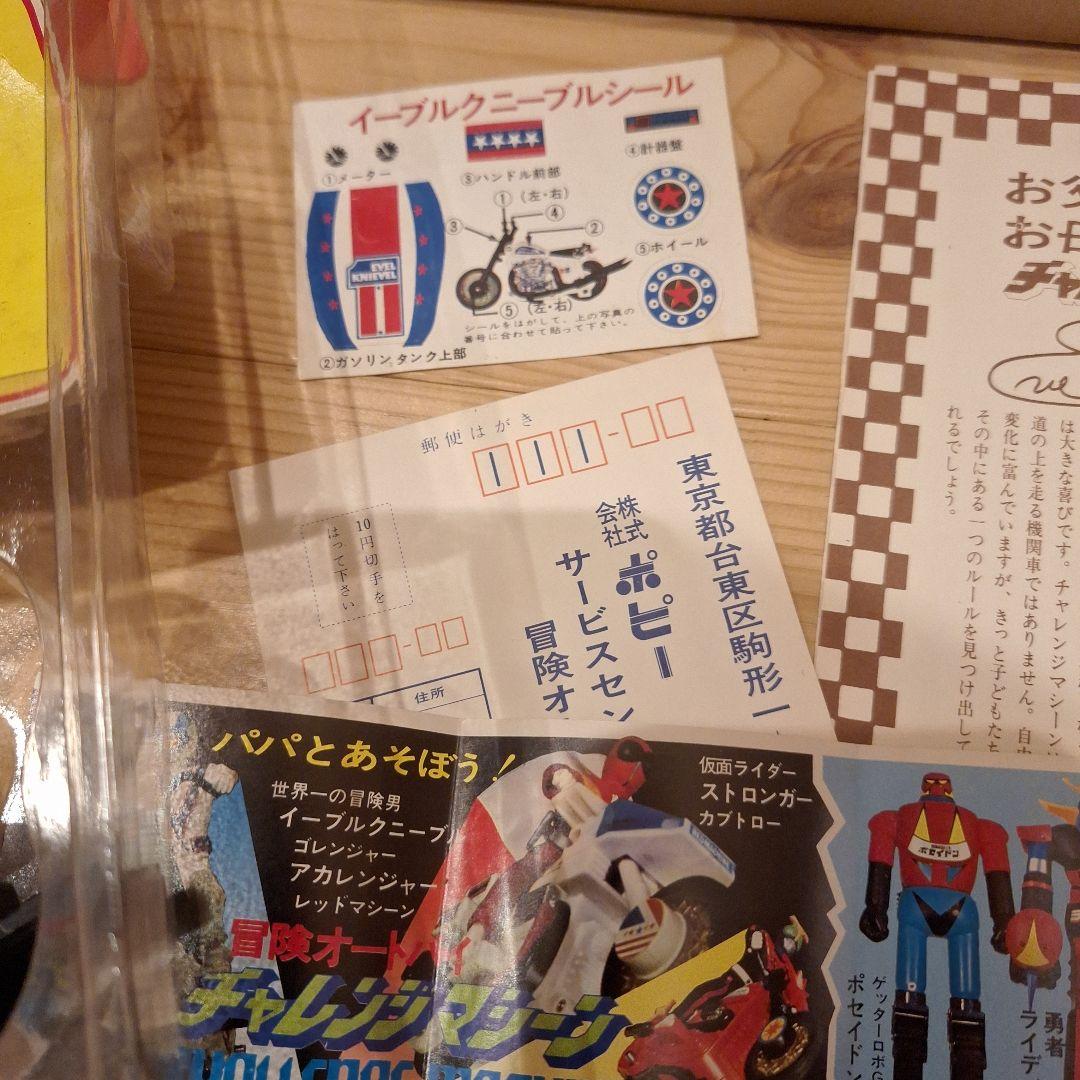 イーブルクニーブルシール
①メーター
③ハンドル前部
④計器盤
①(左・右)
④
③
②
⑤ホイール
⑤(左・右)
EVEL
KNIEVEL
シールをはがして、上の写真の
番号に合わせて貼って下さい。
②ガソリンタンク上部
郵便はがき
111-
10円切手を
はって下さい
東京都台東区駒形一
株式
会社
ポピー
サービスセン
冒険オ
住所
お
お
チャ
は大きな喜びです。チャレンジマシーン
道の上を走る機関車ではありません。自由
変化に富んでいますが、きっと子どもたち
その中にある一つのルールを見つけ出して
れるでしょう。
パパとあそぼう!
世界一の冒険男
イーブルクニーブル
ゴレンジャー
アカレンジャー
レッドマシーン
仮面ライダー
ストロンガー
カブトロー
冒険オートバイ
チャレンジマシーン
ポセイドン
ゲッターロボG
ポセイドン
勇者
ライデ